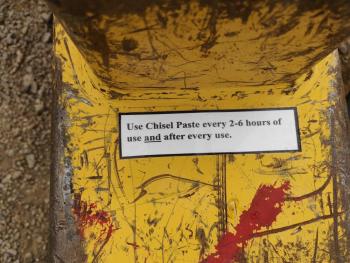 Use Chisel Paste every 2-6 hours of
use and after every use.